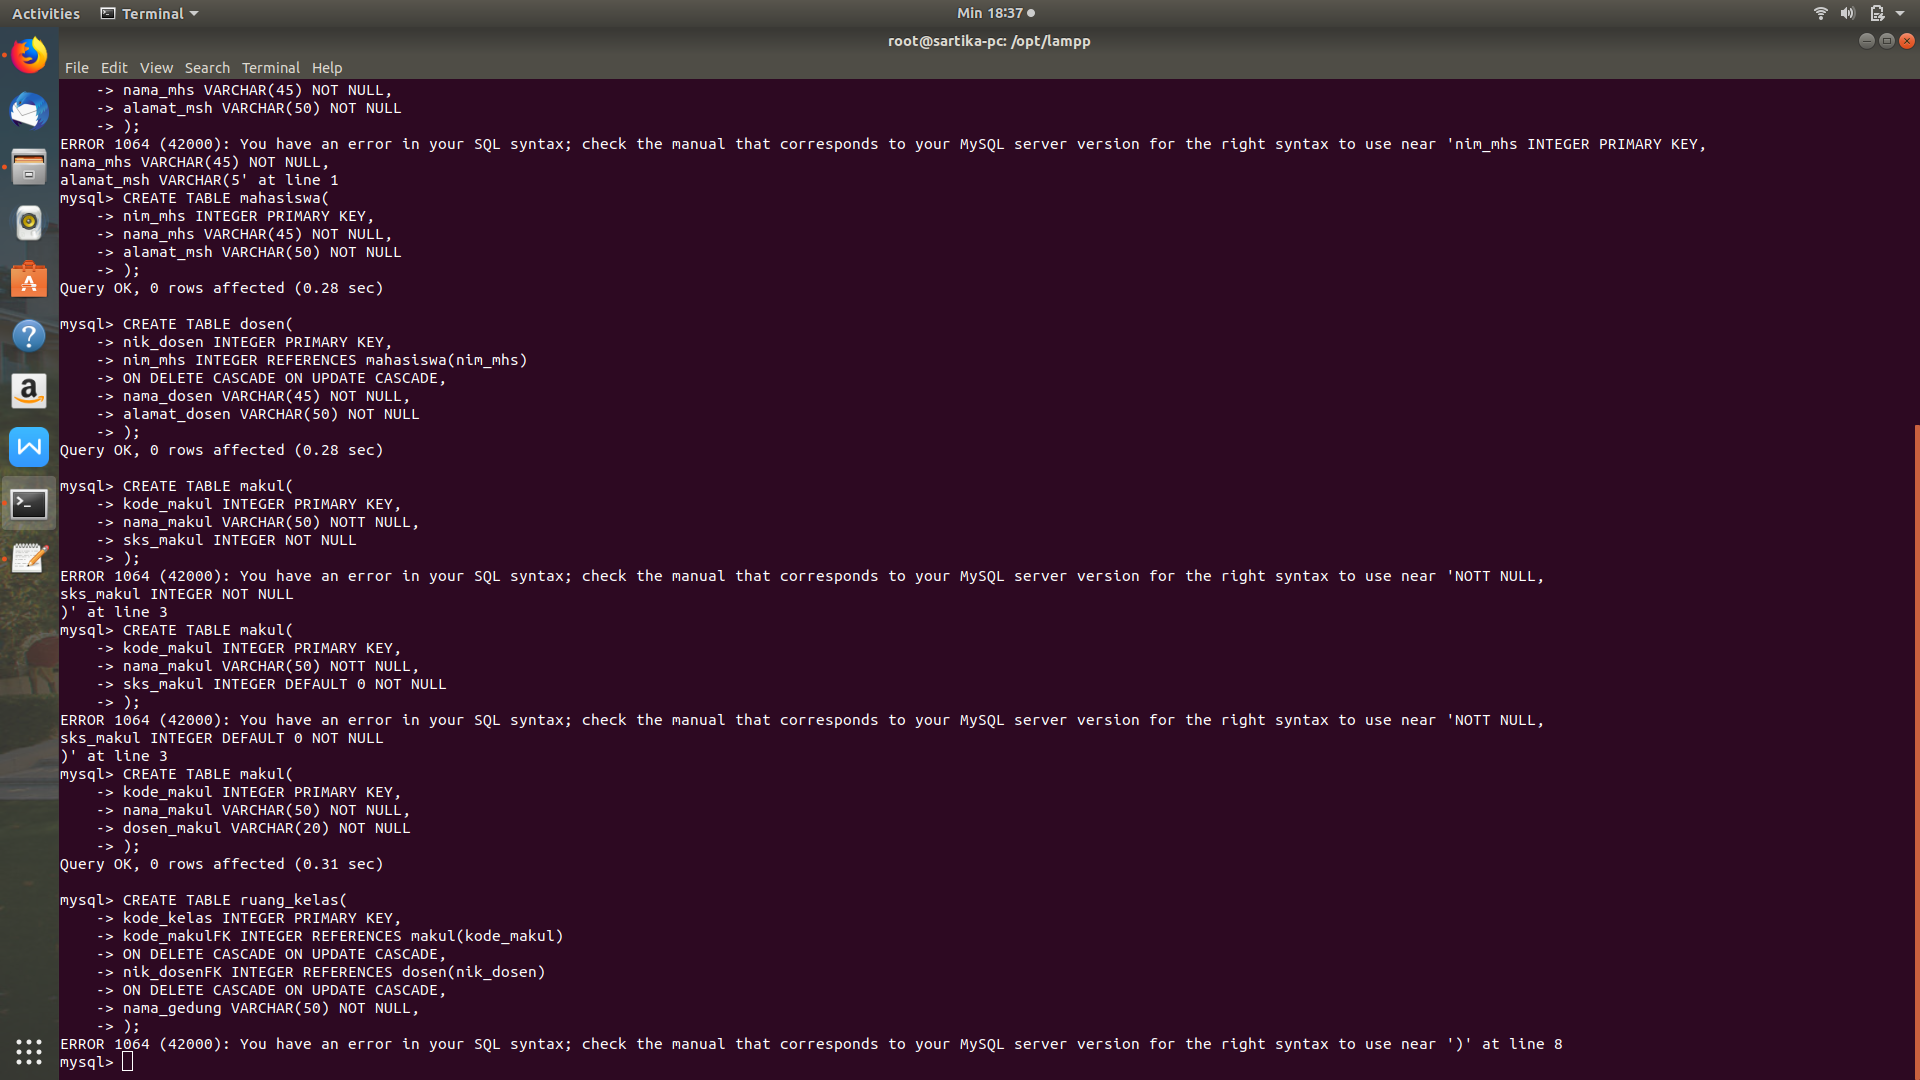 Activities
Terminal
Min 18:37
root@sartika-pc: /opt/lampp
File Edit View Search Terminal Help
-> nama_mhs VARCHAR(45) NOT NULL,
-> alamat_msh VARCHAR(50) NOT NULL
-> );
ERROR 1064 (42000): You have an error in your SQL syntax; check the manual that corresponds to your MySQL server version for the right syntax to use near 'nim_mhs INTEGER PRIMARY KEY,
nama_mhs VARCHAR(45) NOT NULL,
alamat_msh VARCHAR(5' at line 1
mysql> CREATE TABLE mahasiswa(
-> nim_mhs INTEGER PRIMARY KEY,
-> nama_mhs VARCHAR(45) NOT NULL,
-> alamat_msh VARCHAR(50) NOT NULL
-> );
Query OK, 0 rows affected (0.28 sec)
mysql> CREATE TABLE dosen(
-> nik_dosen INTEGER PRIMARY KEY,
-> nim_mhs INTEGER REFERENCES mahasiswa(nim_mhs)
-> ON DELETE CASCADE ON UPDATE CASCADE,
-> nama_dosen VARCHAR(45) NOT NULL,
-> alamat_dosen VARCHAR(50) NOT NULL
-> );
Query OK, 0 rows affected (0.28 sec)
mysql> CREATE TABLE makul(
-> kode_makul INTEGER PRIMARY KEY,
-> nama_makul VARCHAR(50) NOTT NULL,
-> sks_makul INTEGER NOT NULL
-> );
ERROR 1064 (42000): You have an error in your SQL syntax; check the manual that corresponds to your MySQL server version for the right syntax to use near 'NOTT NULL,
sks_makul INTEGER NOT NULL
)' at line 3
mysql> CREATE TABLE makul(
-> kode_makul INTEGER PRIMARY KEY,
-> nama_makul VARCHAR(50) NOTT NULL,
-> sks_makul INTEGER DEFAULT 0 NOT NULL
-> );
ERROR 1064 (42000): You have an error in your SQL syntax; check the manual that corresponds to your MySQL server version for the right syntax to use near 'NOTT NULL,
sks_makul INTEGER DEFAULT 0 NOT NULL
)' at line 3
mysql> CREATE TABLE makul(
-> kode_makul INTEGER PRIMARY KEY,
-> nama_makul VARCHAR(50) NOT NULL,
-> dosen_makul VARCHAR(20) NOT NULL
-> );
Query OK, 0 rows affected (0.31 sec)
mysql> CREATE TABLE ruang_kelas(
-> kode_kelas INTEGER PRIMARY KEY,
-> kode_makulFK INTEGER REFERENCES makul(kode_makul)
-> ON DELETE CASCADE ON UPDATE CASCADE,
-> nik_dosenFK INTEGER REFERENCES dosen(nik_dosen)
-> ON DELETE CASCADE ON UPDATE CASCADE,
-> nama_gedung VARCHAR(50) NOT NULL,
-> );
ERROR 1064 (42000): You have an error in your SQL syntax; check the manual that corresponds to your MySQL server version for the right syntax to use near ')' at line 8
mysql>